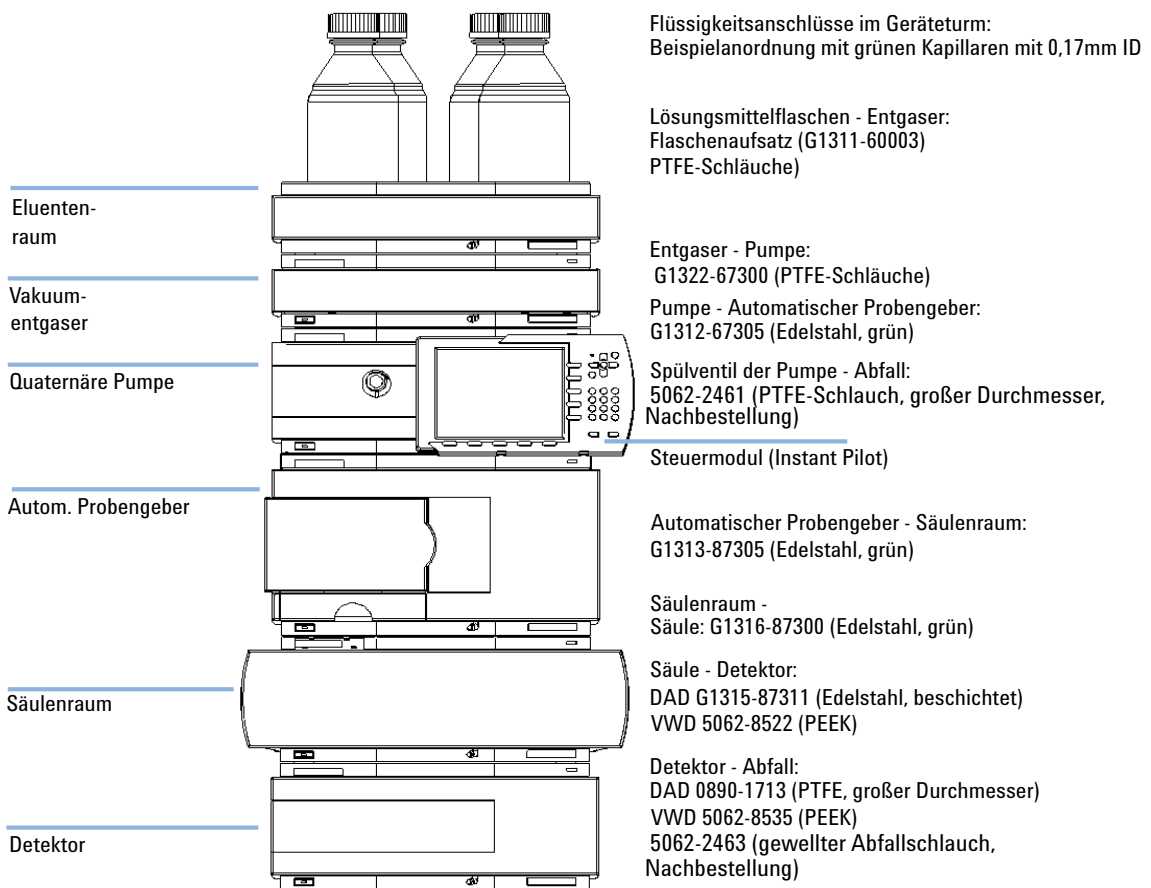 Flüssigkeitsanschlüsse im Geräteturm:
Beispielanordnung mit grünen Kapillaren mit 0,17mm ID
Lösungsmittelflaschen - Entgaser:
Flaschenaufsatz (G1311-60003)
PTFE-Schläuche)
Eluenten-
raum
Entgaser - Pumpe:
G1322-67300 (PTFE-Schläuche)
Vakuum-
entgaser
Pumpe - Automatischer Probengeber:
G1312-67305 (Edelstahl, grün)
Quaternäre Pumpe
Spülventil der Pumpe - Abfall:
5062-2461 (PTFE-Schlauch, großer Durchmesser,
Nachbestellung)
Steuermodul (Instant Pilot)
Autom. Probengeber
Automatischer Probengeber - Säulenraum:
G1313-87305 (Edelstahl, grün)
Säulenraum -
Säule: G1316-87300 (Edelstahl, grün)
Säulenraum
Säule - Detektor:
DAD G1315-87311 (Edelstahl, beschichtet)
VWD 5062-8522 (PEEK)
Detektor - Abfall:
DAD 0890-1713 (PTFE, großer Durchmesser)
VWD 5062-8535 (PEEK)
5062-2463 (gewellter Abfallschlauch,
Nachbestellung)
Detektor